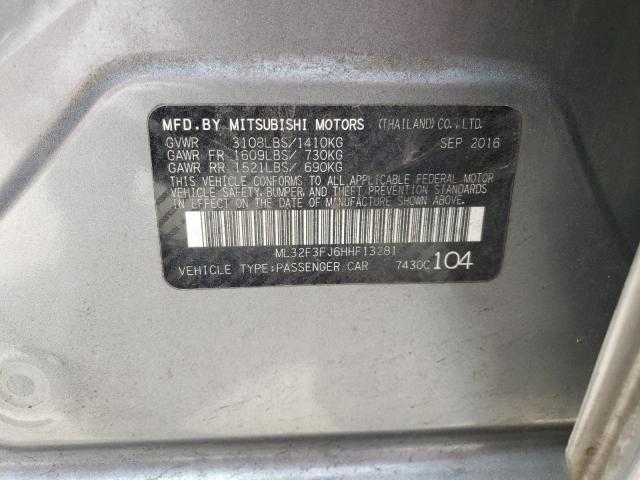 MFD. BY MITSUBISHI MOTORS (THAILAND) CO., LTD.
GVWR 3108LBS/1410KG SEP 2016
GAWR FR 1609LBS/ 730KG
GAWR RR 1521LBS/ 690KG
THIS VEHICLE CONFORMS TO ALL APPLICABLE FEDERAL MOTOR
VEHICLE SAFETY, BUMPER, AND THEFT PREVENTION STANDARDS
IN EFFECT ON THE DATE OF MANUFACTURE SHOWN ABOVE.
ML32F3FJ6HHF13281
VEHICLE TYPE:PASSENGER CAR 7430C 104